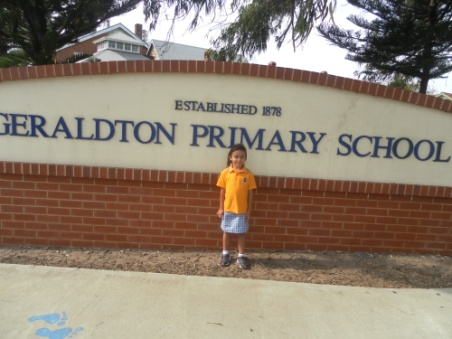 ESTABLISHED 1878
GERALDTON PRIMARY SCHOOL